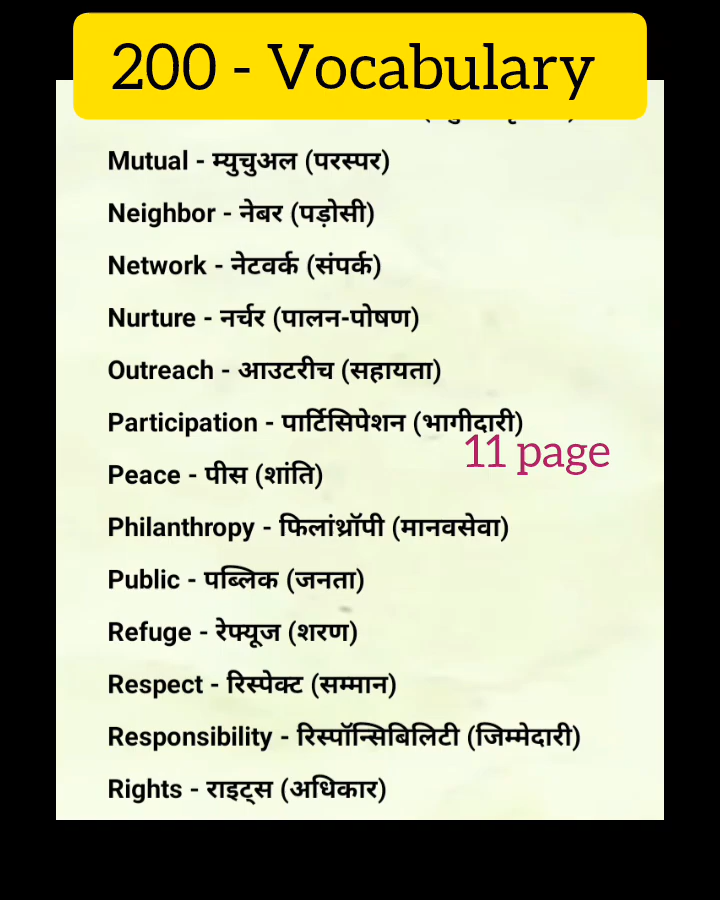 200 - Vocabulary
Mutual - म्युचुअल (परस्पर)
Neighbor - नेबर (पड़ोसी)
Network - नेटवर्क (संपर्क)
Nurture - नर्चर (पालन-पोषण)
Outreach - आउटरीच (सहायता)
Participation - पार्टिसिपेशन (भागीदारी)
11 page
Peace - पीस (शांति)
Philanthropy - फिलांथ्रॉपी (मानवसेवा)
Public - पब्लिक (जनता)
Refuge - रेफ्यूज (शरण)
Respect - रिस्पेक्ट (सम्मान)
Responsibility - रिस्पॉन्सिबिलिटी (जिम्मेदारी)
Rights - राइट्स (अधिकार)